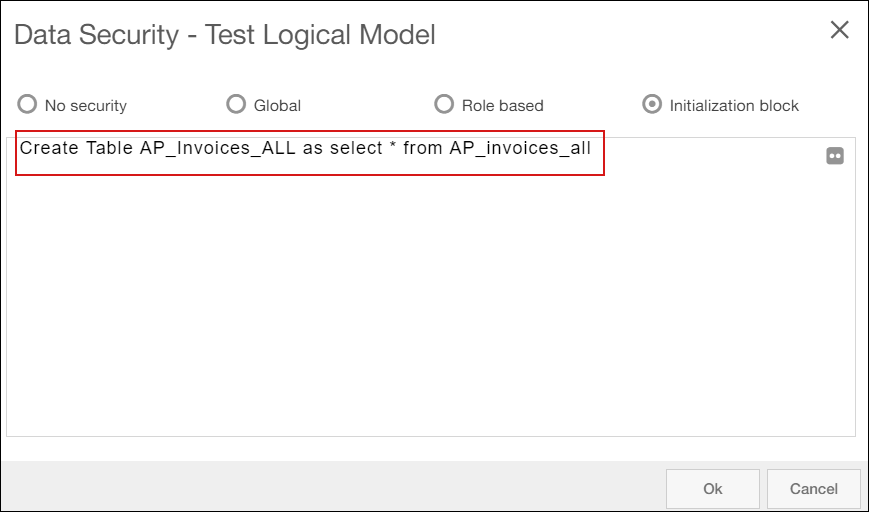 Data Security - Test Logical Model
No security Global Role based Initialization block
Create Table AP_Invoices_ALL as select * from AP_invoices_all
Ok Cancel